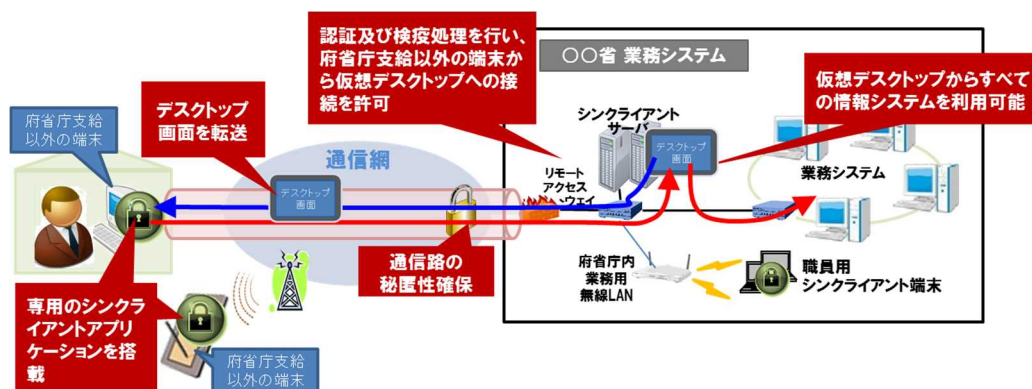 認証及び検疫処理を行い、
府省庁支給以外の端末か
ら仮想デスクトップへの接
続を許可
〇〇省 業務システム
仮想デスクトップからすべて
の情報システムを利用可能
デスクトップ
画面を転送
府省庁支給
以外の端末
通信網
シンクライアント
サーバ
デスクトップ
画面
業務システム
リモート
アクセス
ウェイ
デスクトップ
画面
通信路の
秘匿性確保
府省庁内
業務用
無線LAN
職員用
シンクライアント端末
専用のシンクラ
イアントアプリ
ケーションを搭
載
府省庁支給
以外の端末